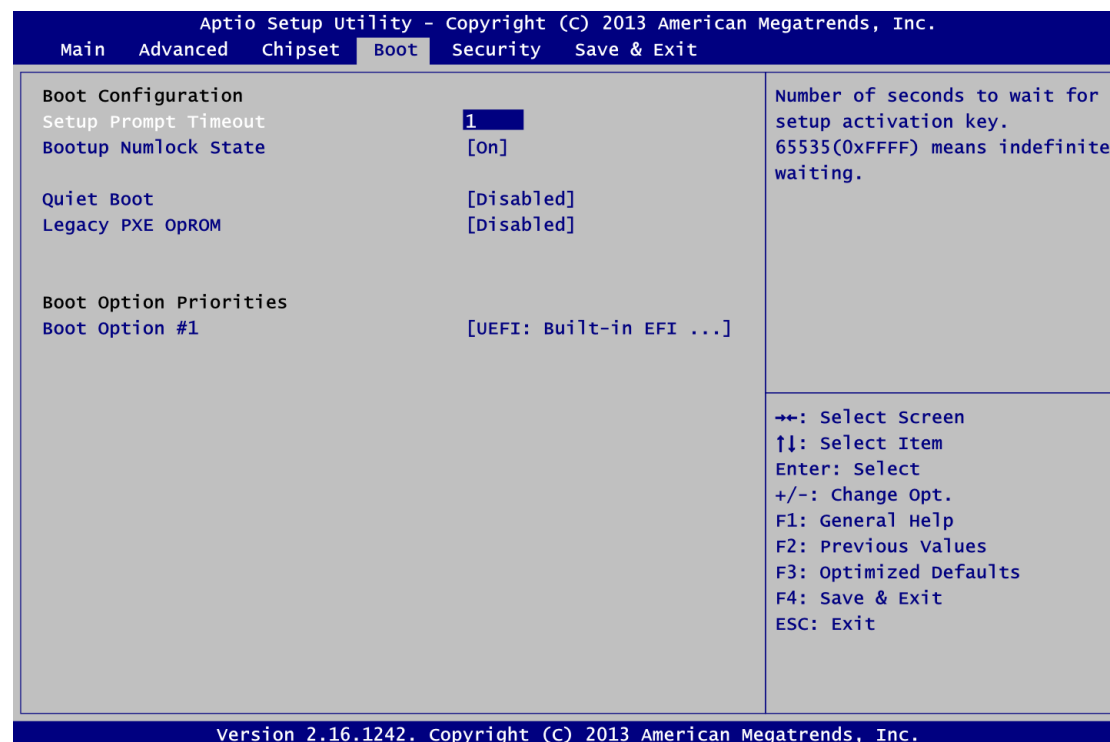 Aptio Setup Utility - Copyright (C) 2013 American Megatrends, Inc.
Main Advanced Chipset Boot Security Save & Exit
Boot Configuration
Setup Prompt Timeout 1
Bootup Numlock State [On]
Quiet Boot [Disabled]
Legacy PXE OpROM [Disabled]
Boot Option Priorities
Boot Option #1 [UEFI: Built-in EFI ...]
Number of seconds to wait for
setup activation key.
65535(0xFFFF) means indefinite
waiting.
→←: Select Screen
↑↓: Select Item
Enter: Select
+/-: Change Opt.
F1: General Help
F2: Previous Values
F3: Optimized Defaults
F4: Save & Exit
ESC: Exit
Version 2.16.1242. Copyright (C) 2013 American Megatrends, Inc.